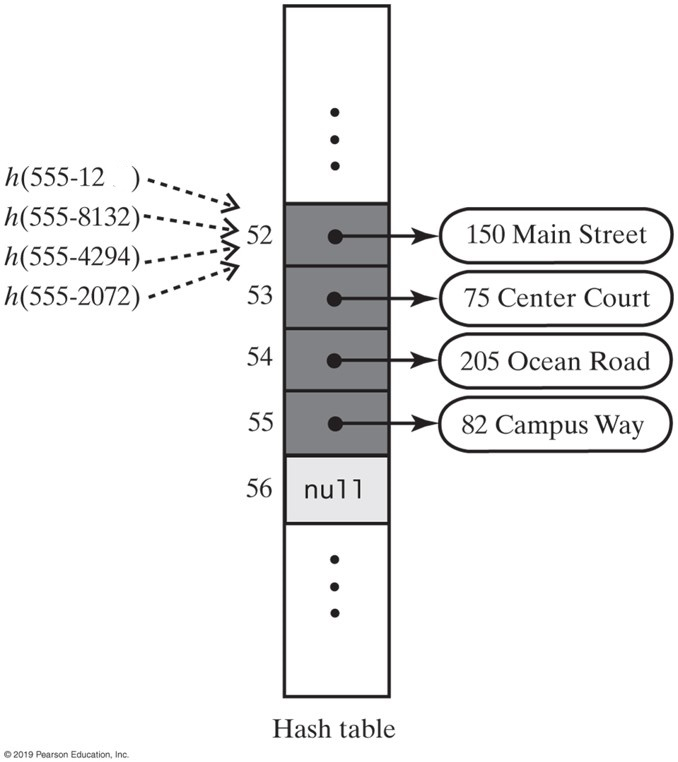 h(555-12 )
h(555-8132)
h(555-4294)
h(555-2072)
52
150 Main Street
53
75 Center Court
54
205 Ocean Road
55
82 Campus Way
56
null
Hash table
© 2019 Pearson Education, Inc.